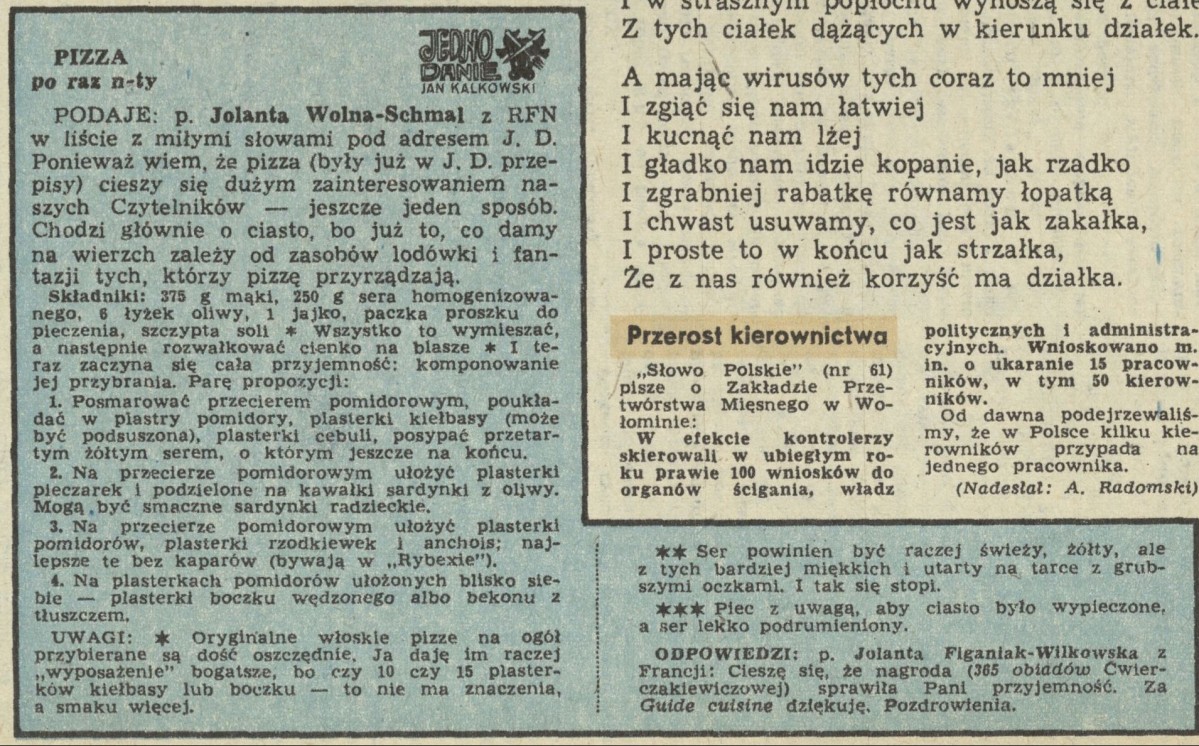 PIZZA
po raz n-ty
JEDNO
DANIE
JAN KALKOWSKI
PODAJE: p. Jolanta Wolna-Schmal z RFN
w liście z miłymi słowami pod adresem J. D.
Ponieważ wiem, że pizza (były już w J. D. prze-
pisy) cieszy się dużym zainteresowaniem na-
szych Czytelników — jeszcze jeden sposób.
Chodzi głównie o ciasto, bo już to, co damy
na wierzch zależy od zasobów lodówki i fan-
tazji tych, którzy pizzę przyrządzają.
Składniki: 375 g mąki, 250 g sera homogenizowa-
nego, 6 łyżek oliwy, 1 jajko, paczka proszku do
pieczenia, szczypta soli * Wszystko to wymieszać,
a następnie rozwałkować cienko na blasze * I te-
raz zaczyna się cała przyjemność: komponowanie
jej przybrania. Parę propozycji:
1. Posmarować przecierem pomidorowym, poukła-
dać w plastry pomidory, plasterki kiełbasy (może
być podsuszona), plasterki cebuli, posypać przetar-
tym żółtym serem, o którym jeszcze na końcu.
2. Na przecierze pomidorowym ułożyć plasterki
pieczarek i podzielone na kawałki sardynki z oliwy.
Mogą być smaczne sardynki radzieckie.
3. Na przecierze pomidorowym ułożyć plasterki
pomidorów, plasterki rzodkiewek i anchois; naj-
lepsze te bez kaparów (bywają w „Rybexie").
4. Na plasterkach pomidorów ułożonych blisko sie-
bie — plasterki boczku wędzonego albo bekonu z
tłuszczem.
UWAGI: * Oryginalne włoskie pizze na ogół
przybierane są dość oszczędnie. Ja daję im raczej
„wyposażenie" bogatsze, bo czy 10 czy 15 plaster-
ków kiełbasy lub boczku — to nie ma znaczenia,
a smaku więcej.
** Ser powinien być raczej świeży, żółty, ale
z tych bardziej miękkich i utarty na tarce z grub-
szymi oczkami. I tak się stopi.
*** Piec z uwagą, aby ciasto było wypieczone,
a ser lekko podrumieniony.
ODPOWIEDZI: p. Jolanta Figaniak-Wilkowska z
Francji: Cieszę się, że nagroda (365 obiadów Ćwier-
czakiewiczowej) sprawiła Pani przyjemność. Za
Guide cuisine dziękuję. Pozdrowienia.
I w strasznym popłochu wynoszą się z ciałe
Z tych ciałek dążących w kierunku działek.
A mając wirusów tych coraz to mniej
I zgiąć się nam łatwiej
I kucnąć nam lżej
I gładko nam idzie kopanie, jak rzadko
I zgrabniej rabatkę równamy łopatką
I chwast usuwamy, co jest jak zakałka,
I proste to w końcu jak strzałka,
Że z nas również korzyść ma działka.
Przerost kierownictwa
„Słowo Polskie" (nr 61)
pisze o Zakładzie Prze-
twórstwa Mięsnego w Wo-
łominie:
W efekcie kontrolerzy
skierowali w ubiegłym ro-
ku prawie 100 wniosków do
organów ścigania, władz
politycznych i administra-
cyjnych. Wnioskowano m.
in. o ukaranie 15 pracow-
ników, w tym 50 kierow-
ników.
Od dawna podejrzewaliś-
my, że w Polsce kilku kie-
rowników przypada na
jednego pracownika.
(Nadesłał: A. Radomski)